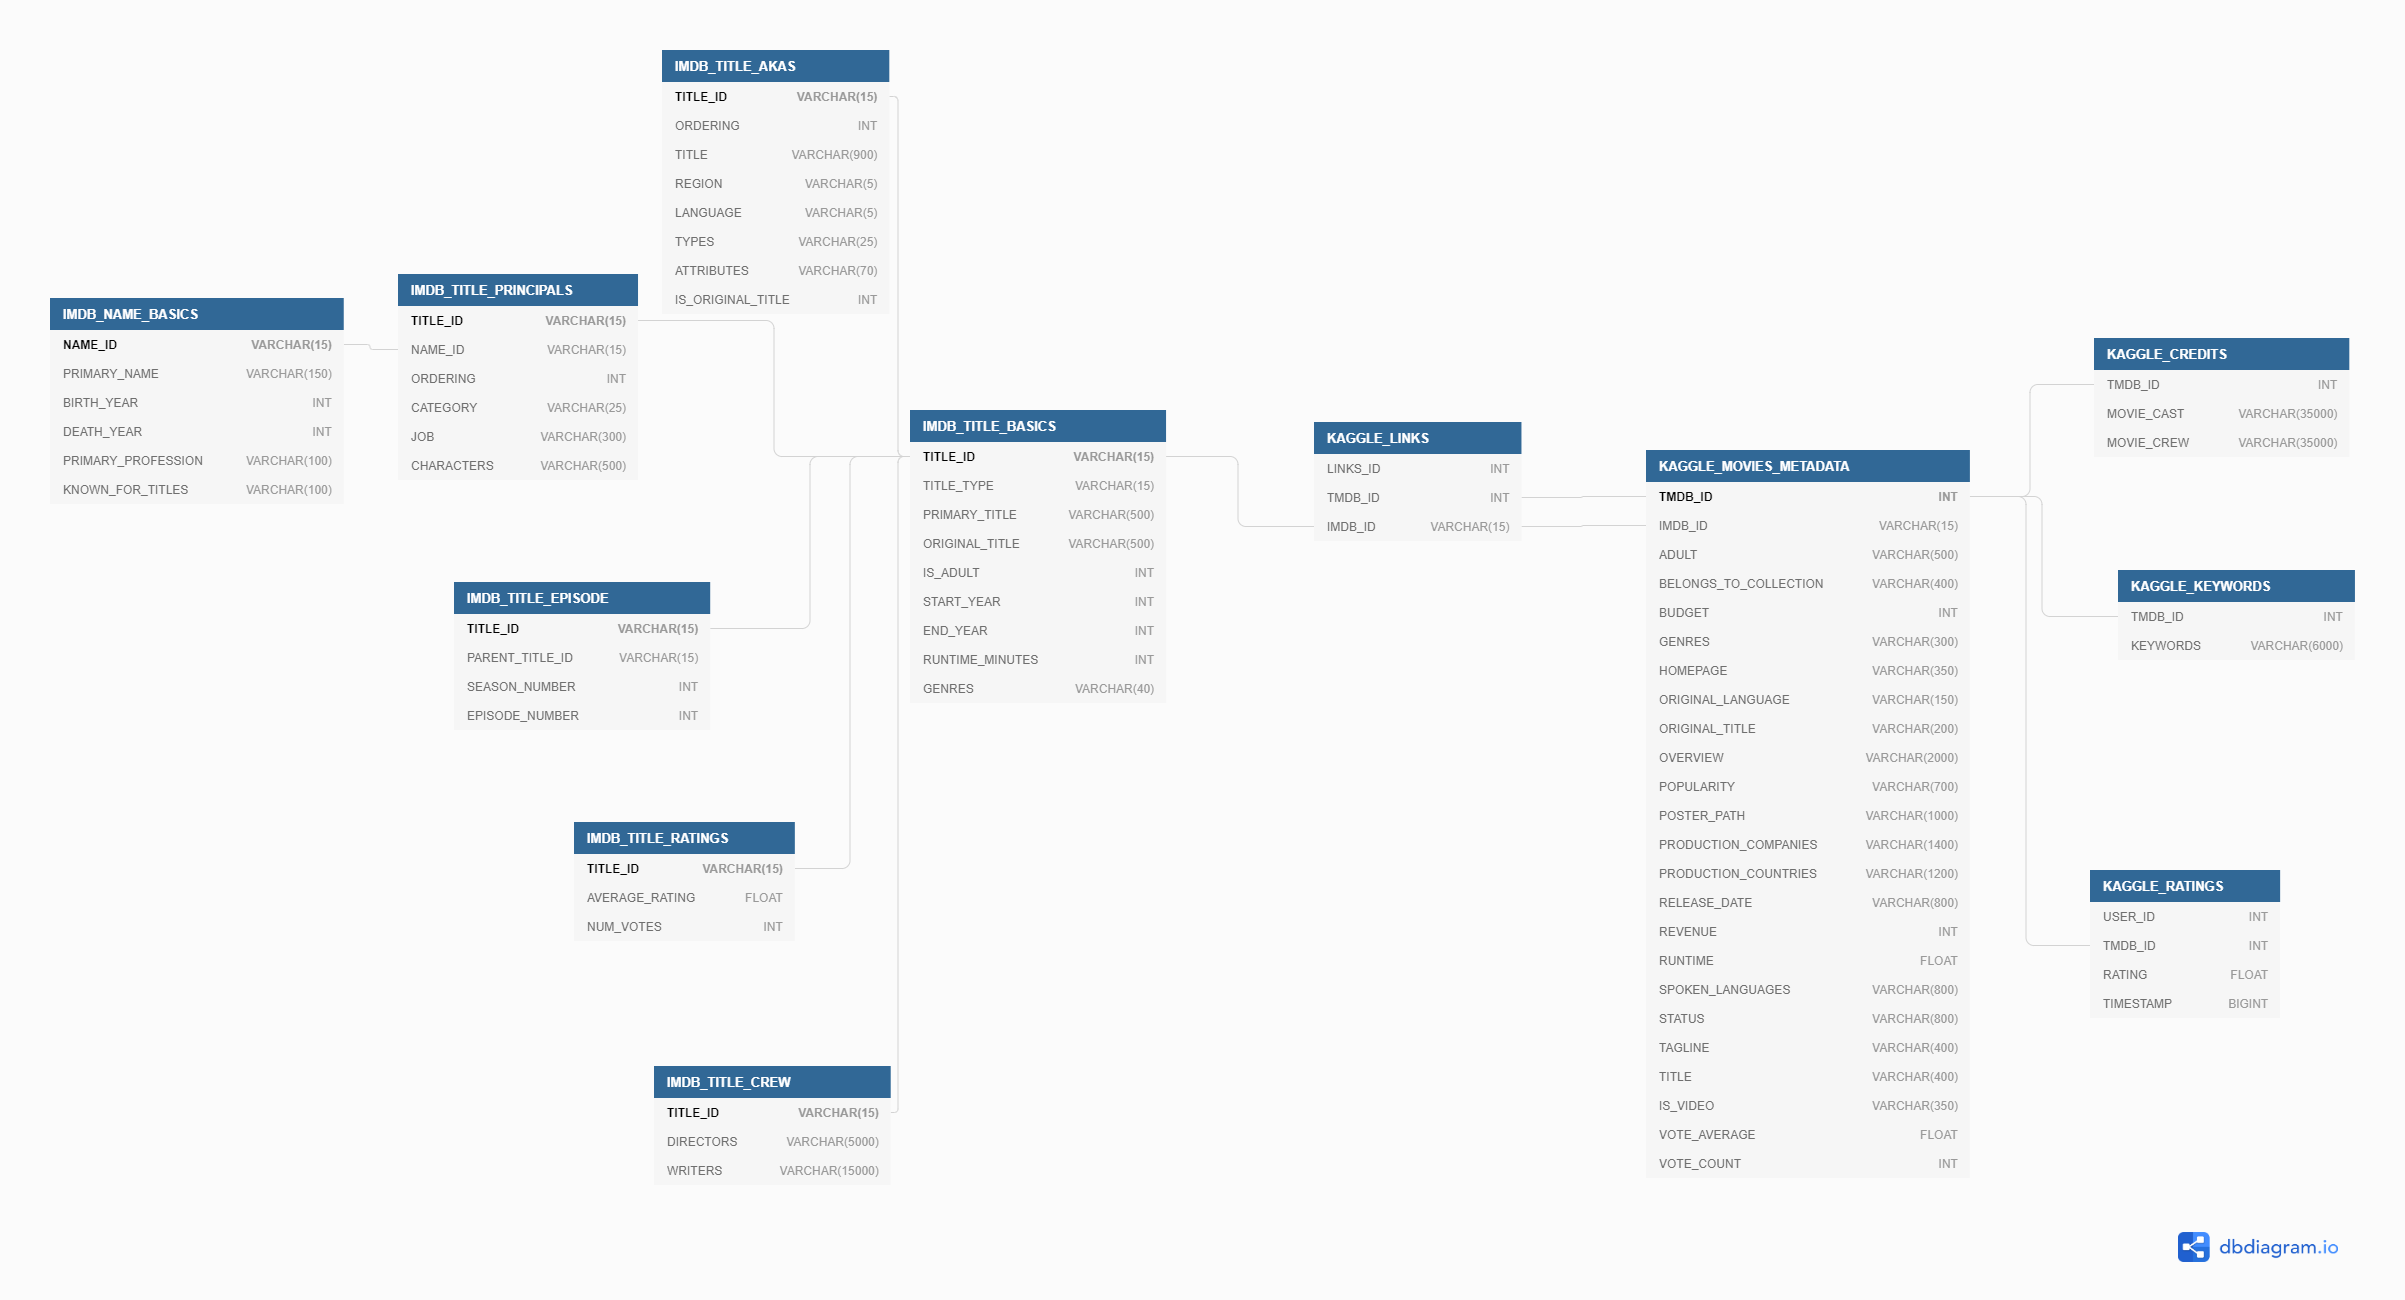 IMDB_TITLE_AKAS
TITLE_ID VARCHAR(15)
ORDERING INT
TITLE VARCHAR(900)
REGION VARCHAR(5)
LANGUAGE VARCHAR(5)
TYPES VARCHAR(25)
ATTRIBUTES VARCHAR(70)
IS_ORIGINAL_TITLE INT
IMDB_NAME_BASICS
NAME_ID VARCHAR(15)
PRIMARY_NAME VARCHAR(150)
BIRTH_YEAR INT
DEATH_YEAR INT
PRIMARY_PROFESSION VARCHAR(100)
KNOWN_FOR_TITLES VARCHAR(100)
IMDB_TITLE_PRINCIPALS
TITLE_ID VARCHAR(15)
NAME_ID VARCHAR(15)
ORDERING INT
CATEGORY VARCHAR(25)
JOB VARCHAR(300)
CHARACTERS VARCHAR(500)
IMDB_TITLE_EPISODE
TITLE_ID VARCHAR(15)
PARENT_TITLE_ID VARCHAR(15)
SEASON_NUMBER INT
EPISODE_NUMBER INT
IMDB_TITLE_RATINGS
TITLE_ID VARCHAR(15)
AVERAGE_RATING FLOAT
NUM_VOTES INT
IMDB_TITLE_CREW
TITLE_ID VARCHAR(15)
DIRECTORS VARCHAR(5000)
WRITERS VARCHAR(15000)
IMDB_TITLE_BASICS
TITLE_ID VARCHAR(15)
TITLE_TYPE VARCHAR(15)
PRIMARY_TITLE VARCHAR(500)
ORIGINAL_TITLE VARCHAR(500)
IS_ADULT INT
START_YEAR INT
END_YEAR INT
RUNTIME_MINUTES INT
GENRES VARCHAR(40)
KAGGLE_LINKS
LINKS_ID INT
TMDB_ID INT
IMDB_ID VARCHAR(15)
KAGGLE_MOVIES_METADATA
TMDB_ID INT
IMDB_ID VARCHAR(15)
ADULT VARCHAR(500)
BELONGS_TO_COLLECTION VARCHAR(400)
BUDGET INT
GENRES VARCHAR(300)
HOMEPAGE VARCHAR(350)
ORIGINAL_LANGUAGE VARCHAR(150)
ORIGINAL_TITLE VARCHAR(200)
OVERVIEW VARCHAR(2000)
POPULARITY VARCHAR(700)
POSTER_PATH VARCHAR(1000)
PRODUCTION_COMPANIES VARCHAR(1400)
PRODUCTION_COUNTRIES VARCHAR(1200)
RELEASE_DATE VARCHAR(800)
REVENUE INT
RUNTIME FLOAT
SPOKEN_LANGUAGES VARCHAR(800)
STATUS VARCHAR(800)
TAGLINE VARCHAR(400)
TITLE VARCHAR(400)
IS_VIDEO VARCHAR(350)
VOTE_AVERAGE FLOAT
VOTE_COUNT INT
KAGGLE_CREDITS
TMDB_ID INT
MOVIE_CAST VARCHAR(35000)
MOVIE_CREW VARCHAR(35000)
KAGGLE_KEYWORDS
TMDB_ID INT
KEYWORDS VARCHAR(6000)
KAGGLE_RATINGS
USER_ID INT
TMDB_ID INT
RATING FLOAT
TIMESTAMP BIGINT
dbdiagram.io